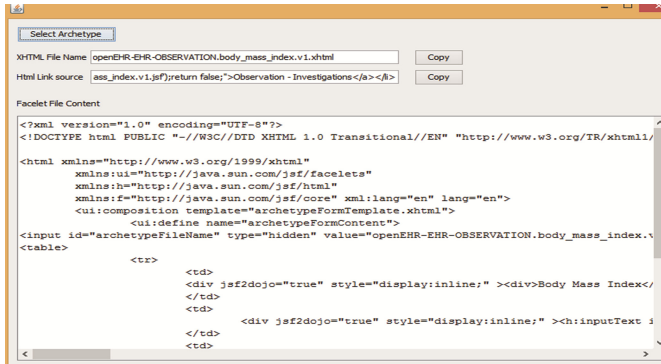 Select Archetype
XHTML File Name openEHR-EHR-OBSERVATION.body_mass_index.v1.xhtml Copy
Html Link source ass_index.v1.jsf');return false;">Observation - Investigations</a></li> Copy
Facelet File Content
<?xml version="1.0" encoding="UTF-8"?>
<!DOCTYPE html PUBLIC "-//W3C//DTD XHTML 1.0 Transitional//EN" "http://www.w3.org/TR/xhtml1/
<html xmlns="http://www.w3.org/1999/xhtml"
xmlns:ui="http://java.sun.com/jsf/facelets"
xmlns:h="http://java.sun.com/jsf/html"
xmlns:f="http://java.sun.com/jsf/core" xml:lang="en" lang="en">
<ui:composition template="archetypeFormTemplate.xhtml">
<ui:define name="archetypeFormContent">
<input id="archetypeFileName" type="hidden" value="openEHR-EHR-OBSERVATION.body_mass_index.v
<table>
<tr>
<td>
<div jsf2dojo="true" style="display:inline;" ><div>Body Mass Index</
</td>
<td>
<div jsf2dojo="true" style="display:inline;" ><h:inputText i
</td>
<td>